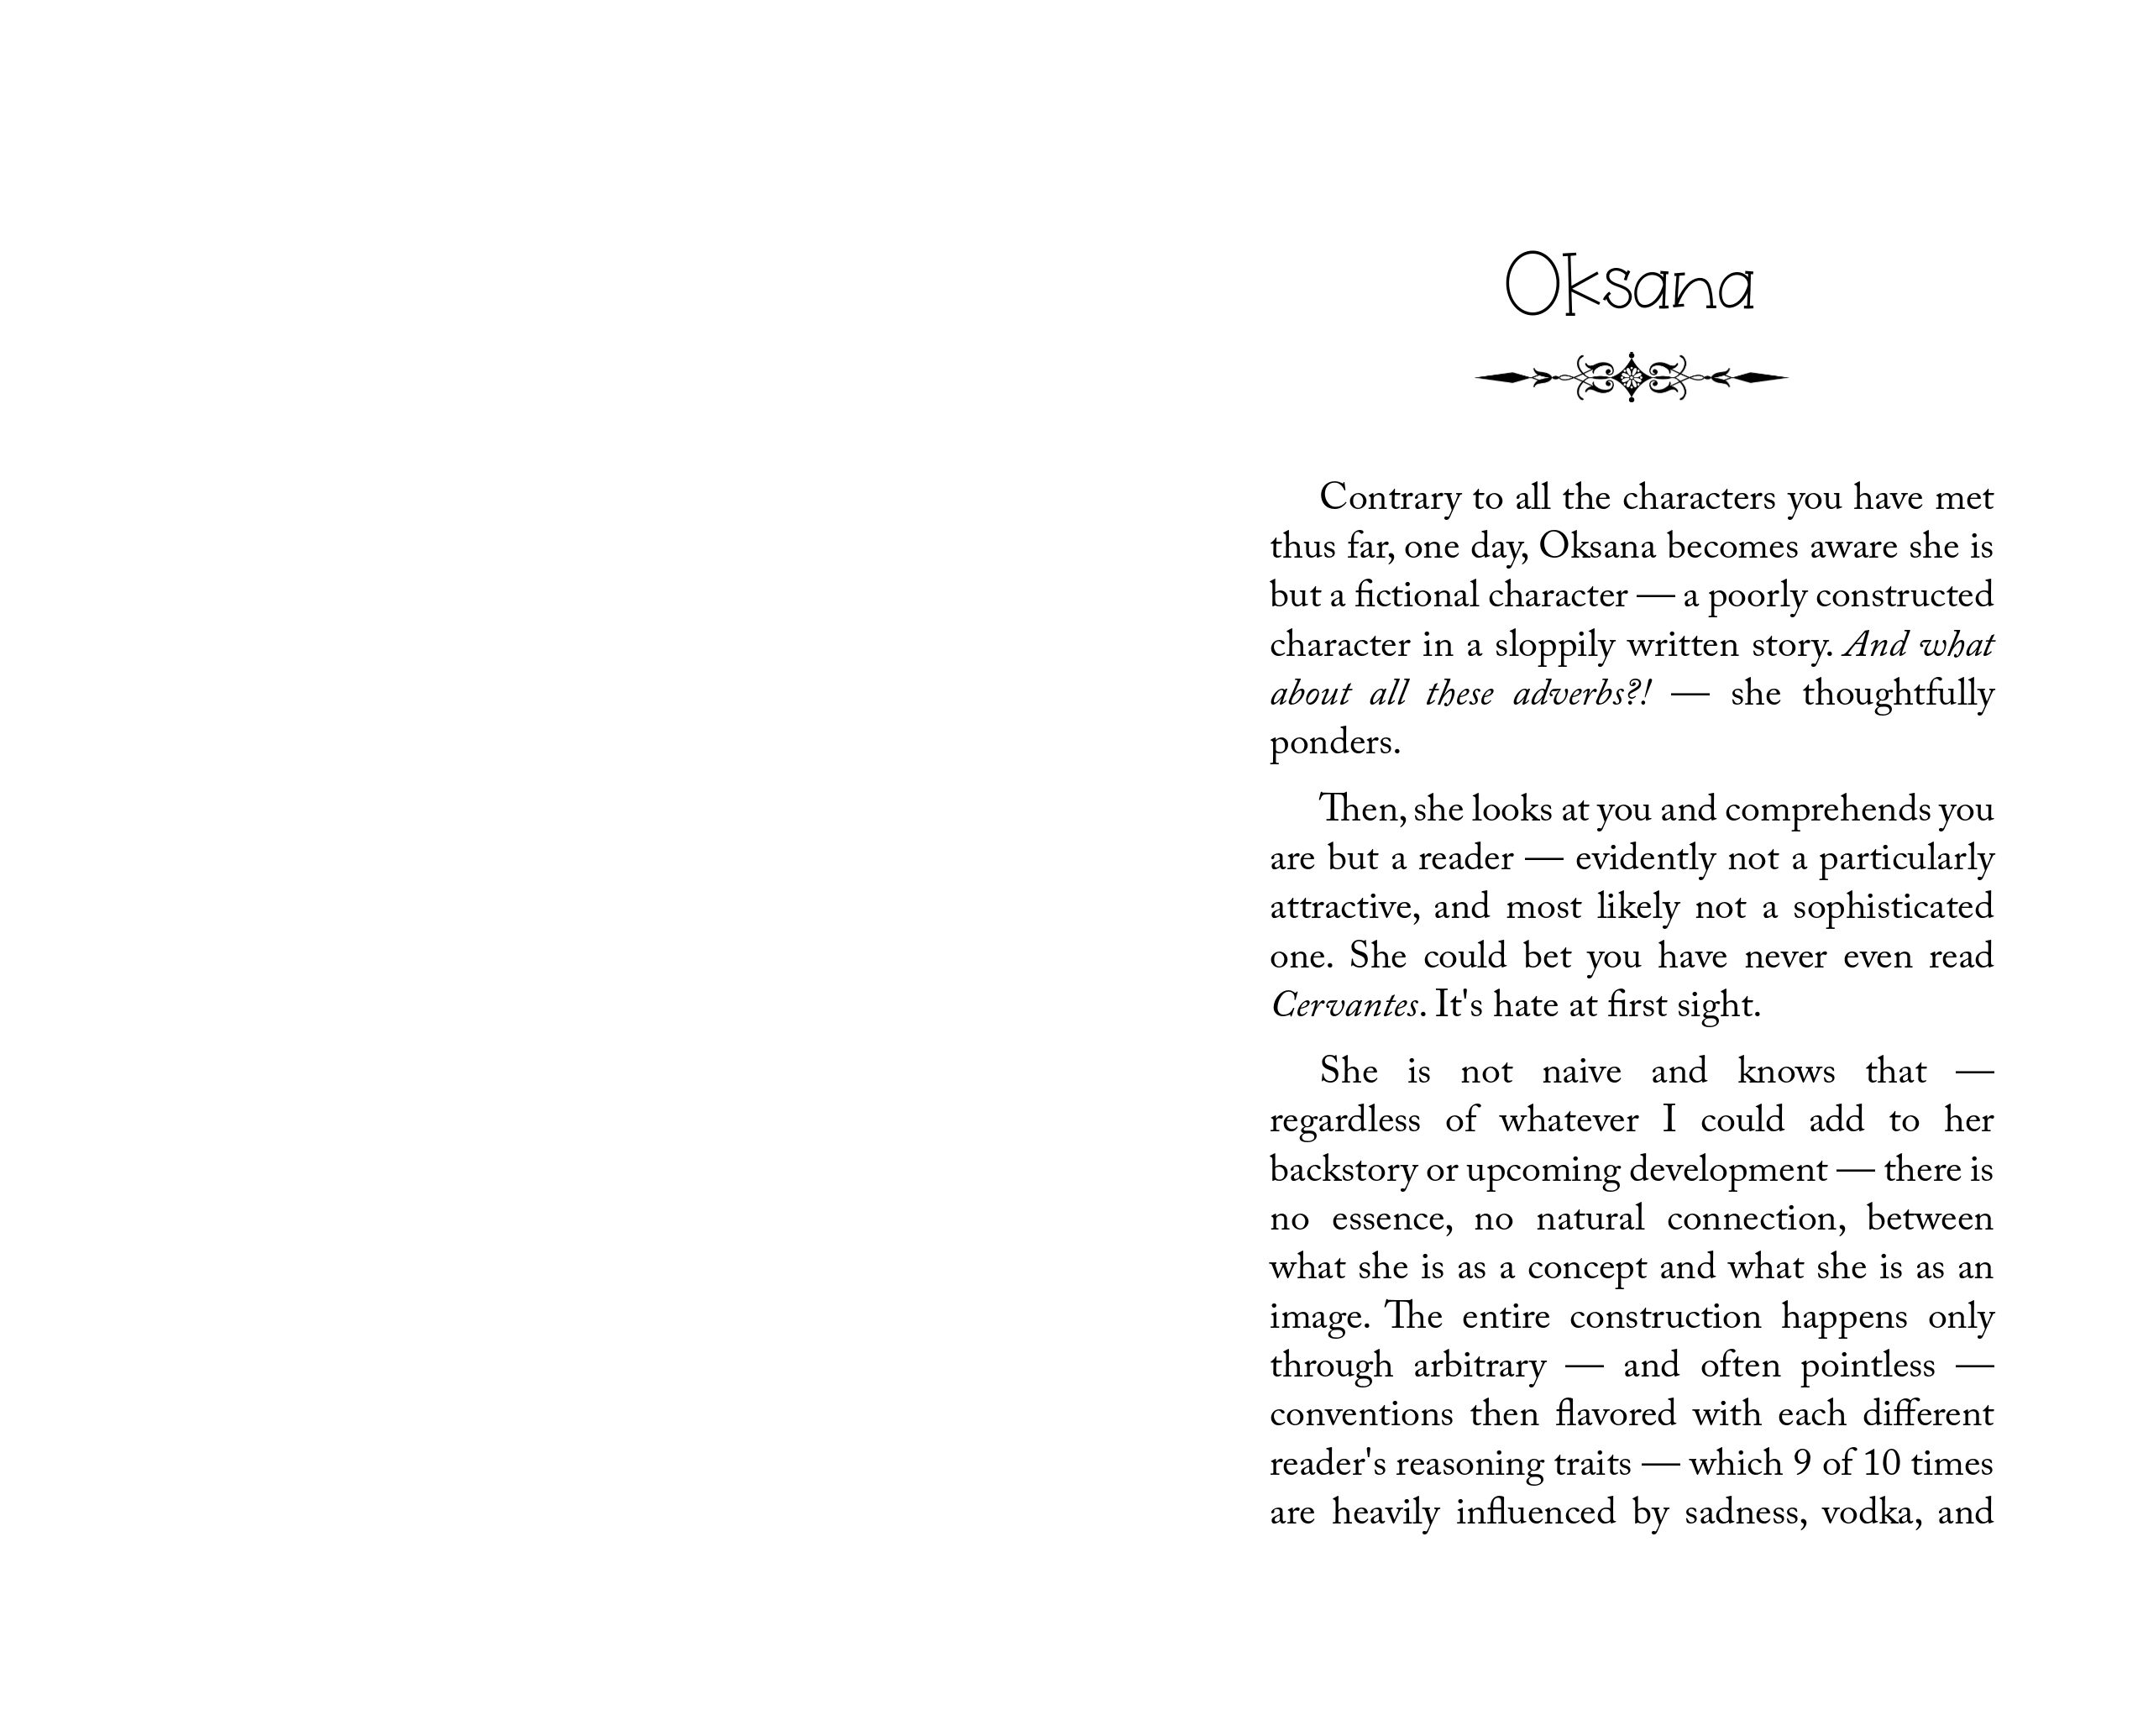 Oksana
Contrary to all the characters you have met
thus far, one day, Oksana becomes aware she is
but a fictional character — a poorly constructed
character in a sloppily written story. And what
about all these adverbs?! — she thoughtfully
ponders.
Then, she looks at you and comprehends you
are but a reader — evidently not a particularly
attractive, and most likely not a sophisticated
one. She could bet you have never even read
Cervantes. It's hate at first sight.
She is not naive and knows that —
regardless of whatever I could add to her
backstory or upcoming development — there is
no essence, no natural connection, between
what she is as a concept and what she is as an
image. The entire construction happens only
through arbitrary — and often pointless —
conventions then flavored with each different
reader's reasoning traits — which 9 of 10 times
are heavily influenced by sadness, vodka, and